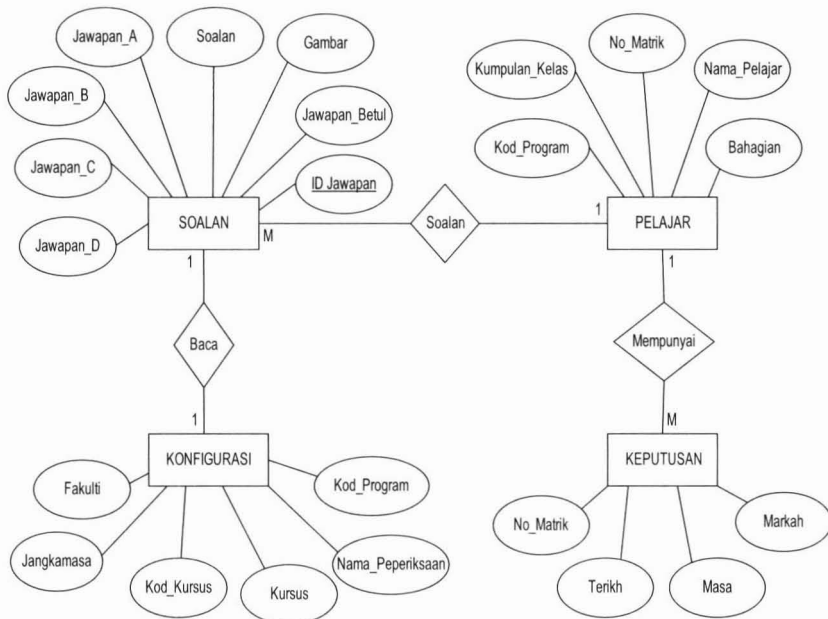 Jawapan_A
Soalan
Gambar
Jawapan_B
Jawapan_Betul
Jawapan_C
ID Jawapan
Jawapan_D
SOALAN
M
Soalan
1
No_Matrik
Kumpulan_Kelas
Nama_Pelajar
Kod_Program
Bahagian
PELAJAR
1
1
Baca
Mempunyai
1
M
KONFIGURASI
Fakulti
Kod_Program
Jangkamasa
Nama_Peperiksaan
Kod_Kursus
Kursus
KEPUTUSAN
No_Matrik
Markah
Terikh
Masa